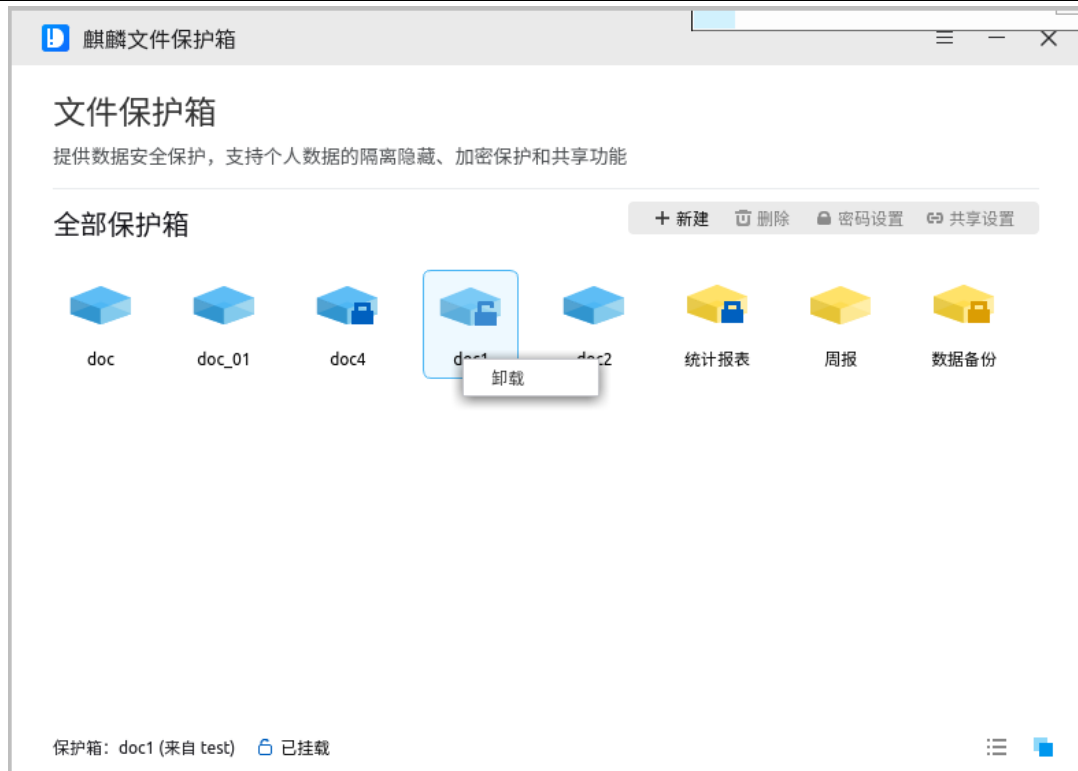 麒麟文件保护箱
文件保护箱
提供数据安全保护，支持个人数据的隔离隐藏、加密保护和共享功能
全部保护箱
新建 删除 密码设置 共享设置
doc doc_01 doc4 doc1 doc2 统计报表 周报 数据备份
卸载
保护箱：doc1 (来自 test) 已挂载